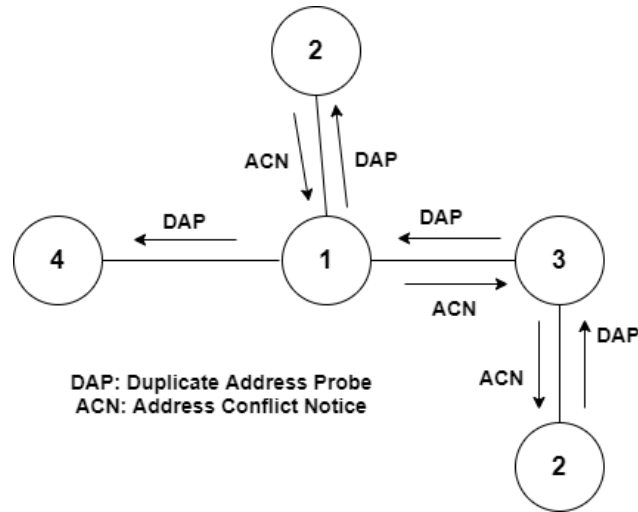 2
ACN
DAP
DAP
DAP
4
1
3
ACN
DAP
ACN
DAP: Duplicate Address Probe
ACN: Address Conflict Notice
2